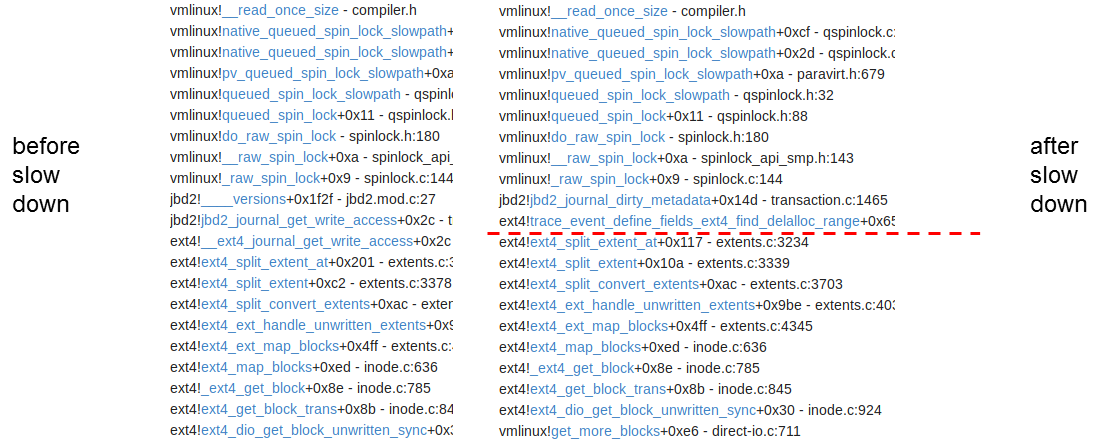 before
slow
down
vmlinux!__read_once_size - compiler.h
vmlinux!native_queued_spin_lock_slowpath+
vmlinux!native_queued_spin_lock_slowpath+
vmlinux!pv_queued_spin_lock_slowpath+0xa
vmlinux!queued_spin_lock_slowpath - qspinl
vmlinux!queued_spin_lock+0x11 - qspinlock.
vmlinux!do_raw_spin_lock - spinlock.h:180
vmlinux!__raw_spin_lock+0xa - spinlock_api_
vmlinux!_raw_spin_lock+0x9 - spinlock.c:144
jbd2!____versions+0x1f2f - jbd2.mod.c:27
jbd2!jbd2_journal_get_write_access+0x2c - t
ext4!__ext4_journal_get_write_access+0x2c
ext4!ext4_split_extent_at+0x201 - extents.c:3
ext4!ext4_split_extent+0xc2 - extents.c:3378
ext4!ext4_split_convert_extents+0xac - exten
ext4!ext4_ext_handle_unwritten_extents+0x9
ext4!ext4_ext_map_blocks+0x4ff - extents.c:
ext4!ext4_map_blocks+0xed - inode.c:636
ext4!_ext4_get_block+0x8e - inode.c:785
ext4!ext4_get_block_trans+0x8b - inode.c:84
ext4!ext4_dio_get_block_unwritten_sync+0x3
vmlinux!__read_once_size - compiler.h
vmlinux!native_queued_spin_lock_slowpath+0xcf - qspinlock.c:
vmlinux!native_queued_spin_lock_slowpath+0x2d - qspinlock.c
vmlinux!pv_queued_spin_lock_slowpath+0xa - paravirt.h:679
vmlinux!queued_spin_lock_slowpath - qspinlock.h:32
vmlinux!queued_spin_lock+0x11 - qspinlock.h:88
vmlinux!do_raw_spin_lock - spinlock.h:180
vmlinux!__raw_spin_lock+0xa - spinlock_api_smp.h:143
vmlinux!_raw_spin_lock+0x9 - spinlock.c:144
jbd2!jbd2_journal_dirty_metadata+0x14d - transaction.c:1465
ext4!trace_event_define_fields_ext4_find_delalloc_range+0x65
ext4!ext4_split_extent_at+0x117 - extents.c:3234
ext4!ext4_split_extent+0x10a - extents.c:3339
ext4!ext4_split_convert_extents+0xac - extents.c:3703
ext4!ext4_ext_handle_unwritten_extents+0x9be - extents.c:403
ext4!ext4_ext_map_blocks+0x4ff - extents.c:4345
ext4!ext4_map_blocks+0xed - inode.c:636
ext4!_ext4_get_block+0x8e - inode.c:785
ext4!ext4_get_block_trans+0x8b - inode.c:845
ext4!ext4_dio_get_block_unwritten_sync+0x30 - inode.c:924
vmlinux!get_more_blocks+0xe6 - direct-io.c:711
after
slow
down